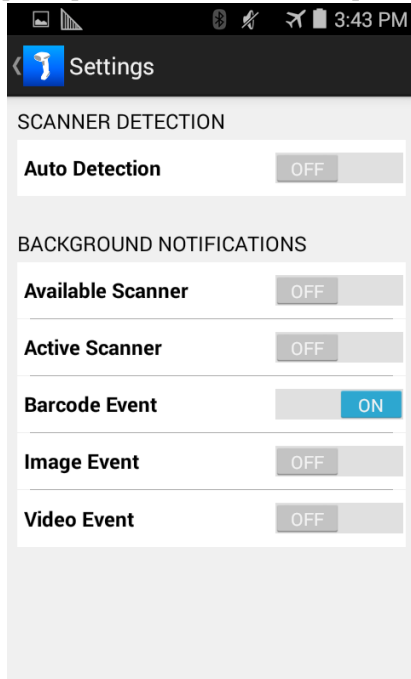 3:43 PM
Settings
SCANNER DETECTION
Auto Detection OFF
BACKGROUND NOTIFICATIONS
Available Scanner OFF
Active Scanner OFF
Barcode Event ON
Image Event OFF
Video Event OFF